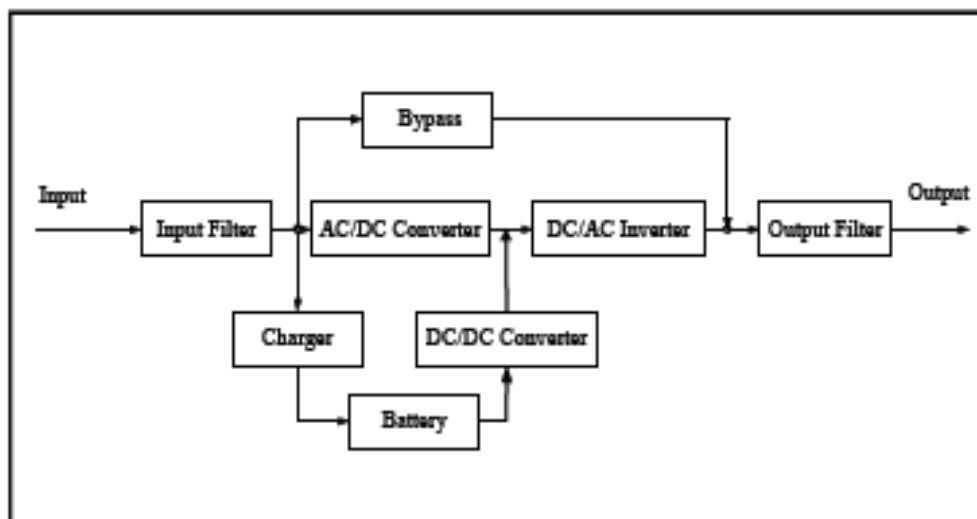 Bypass
Input
Output
Input Filter
AC/DC Converter
DC/AC Inverter
Output Filter
Charger
DC/DC Converter
Battery